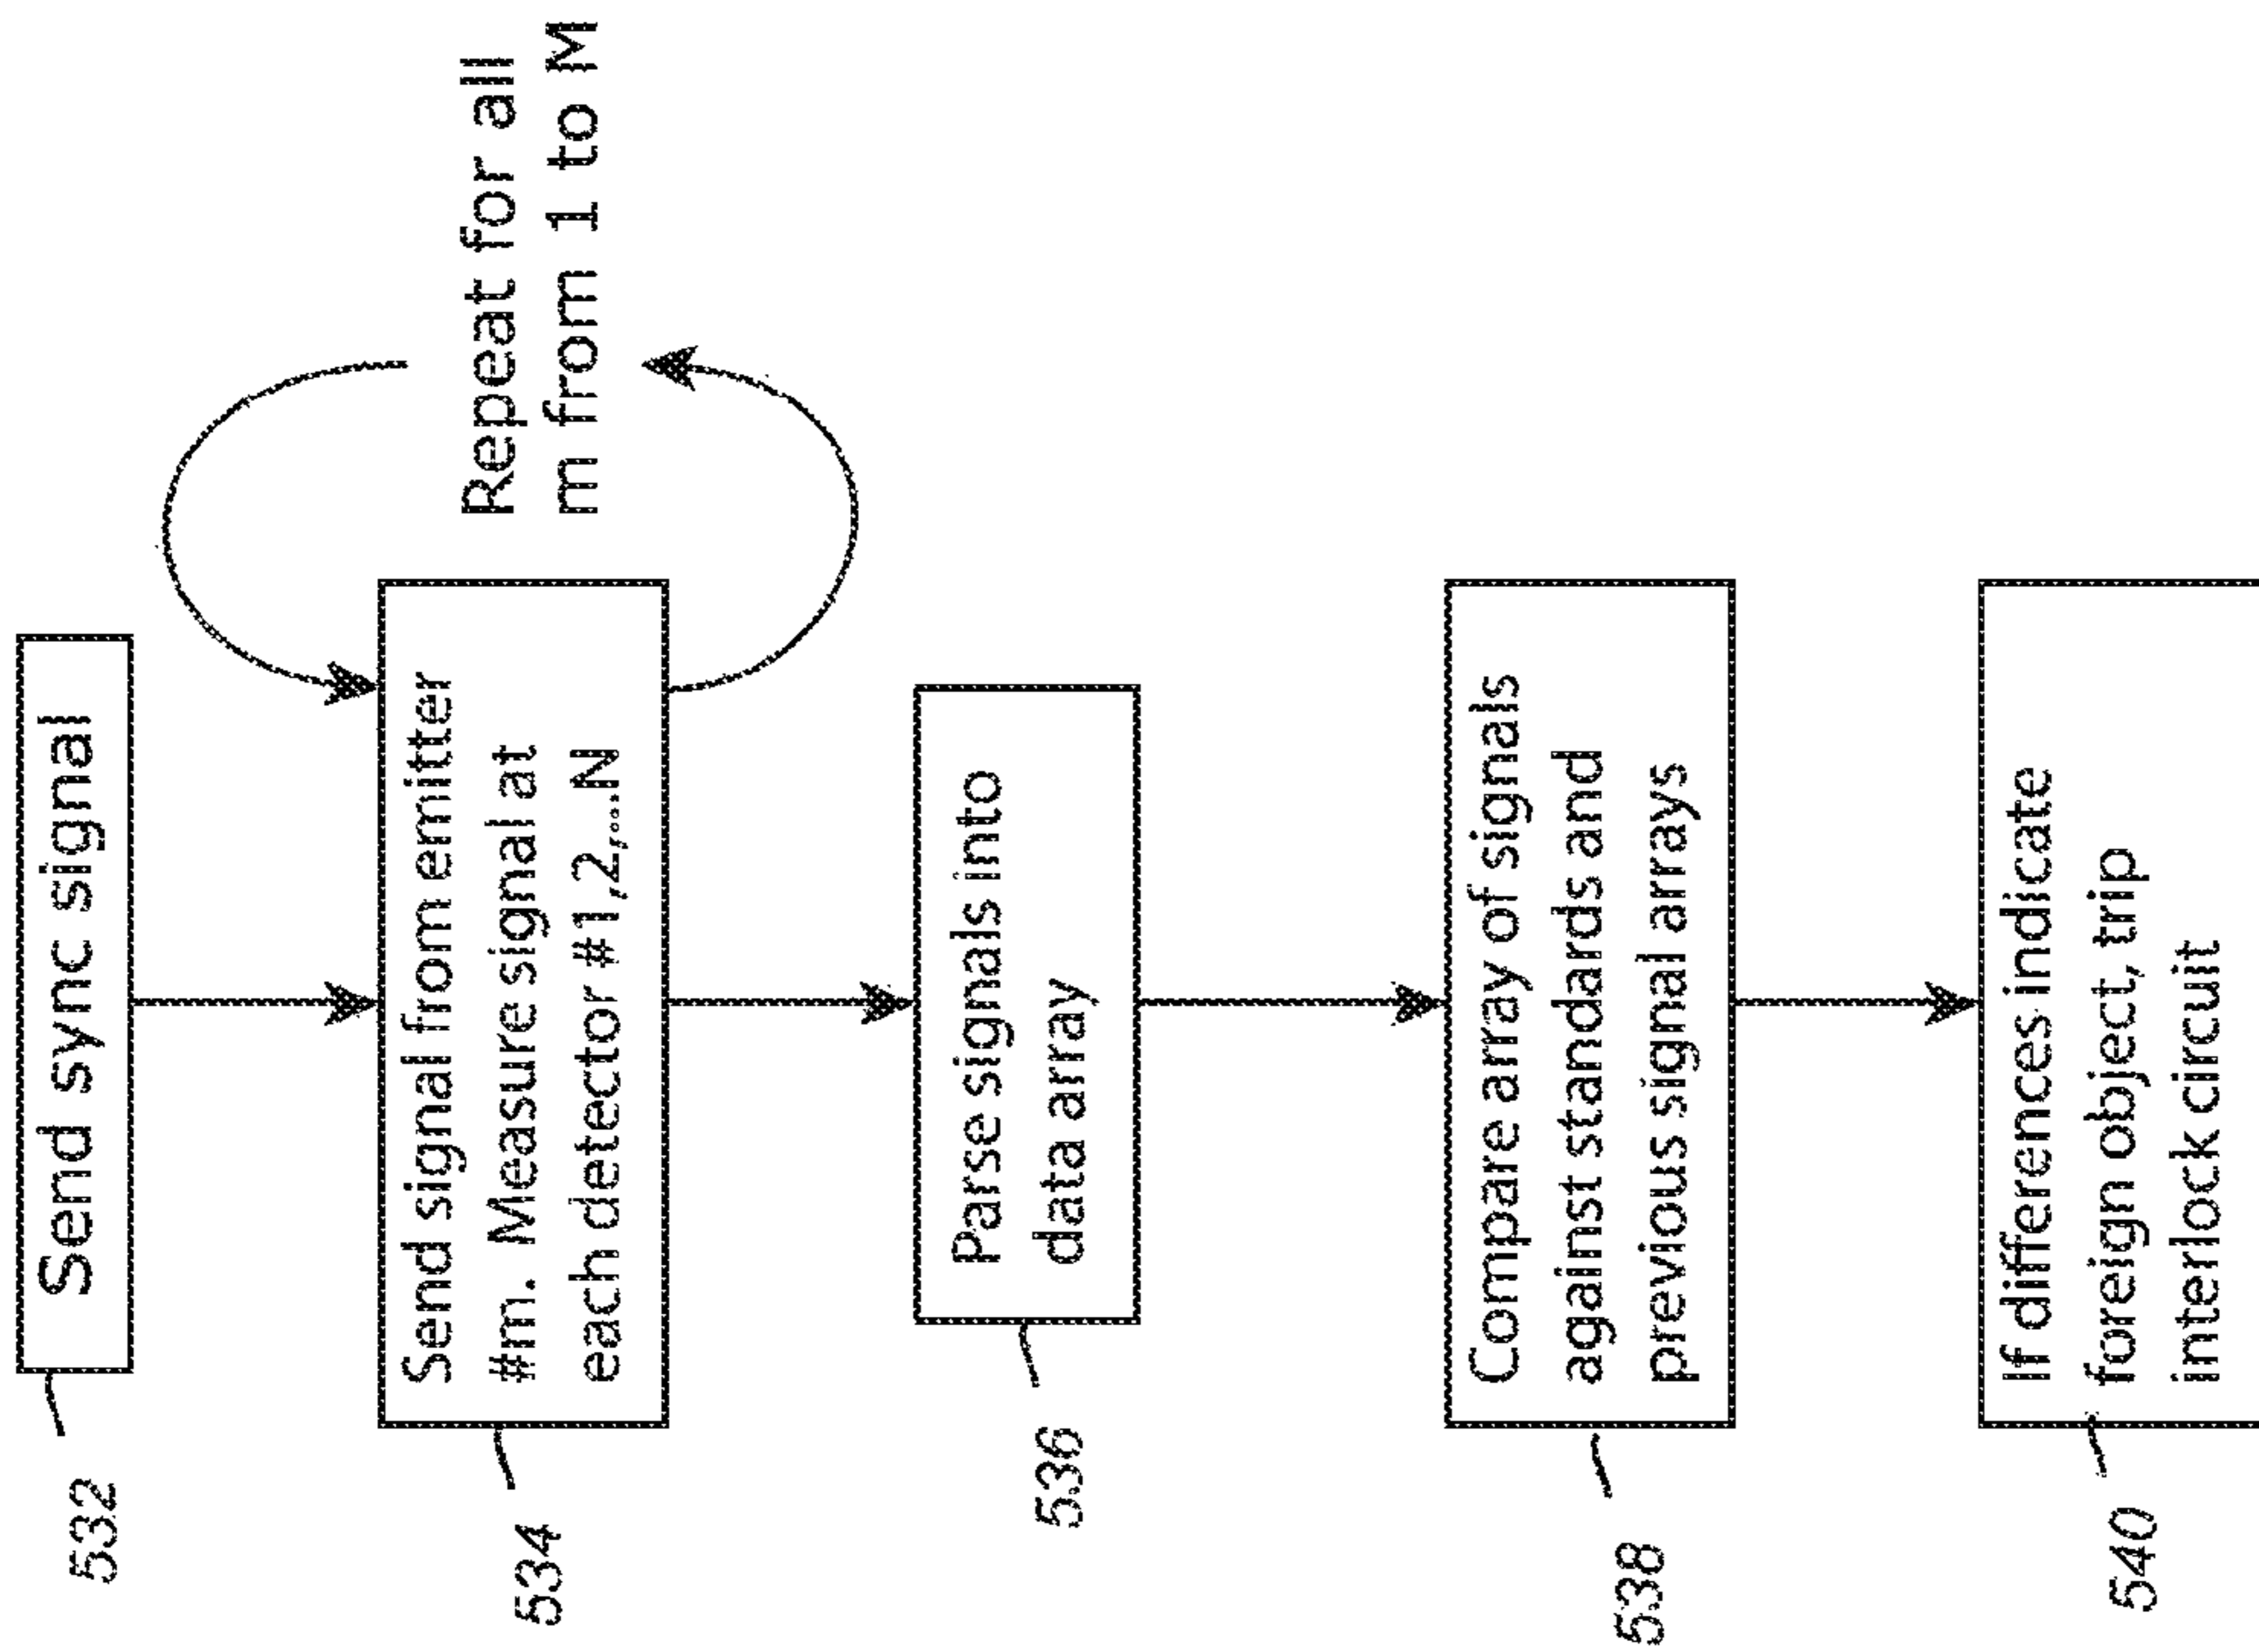 532
Send sync signal
534
Send signal from emitter
#m. Measure signal at
each detector #1,2,...N
Repeat for all
m from 1 to M
536
Parse signals into
data array
538
Compare array of signals
against standards and
previous signal arrays
540
If differences indicate
foreign object, trip
interlock circuit